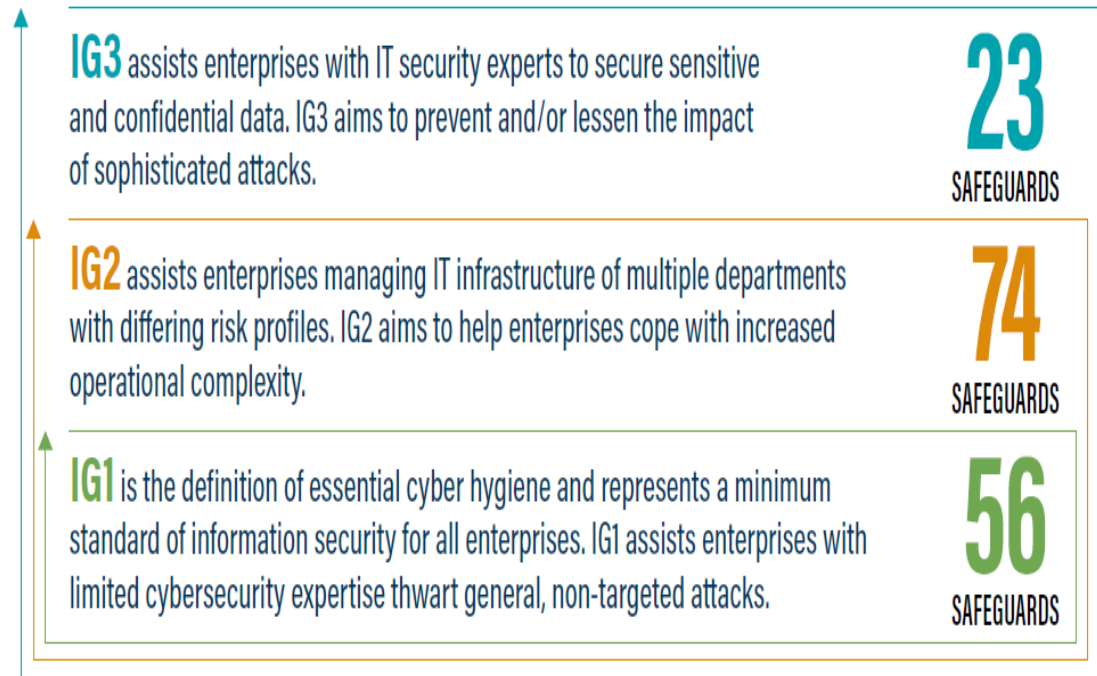 IG3 assists enterprises with IT security experts to secure sensitive
and confidential data. IG3 aims to prevent and/or lessen the impact
of sophisticated attacks.
23
SAFEGUARDS
IG2 assists enterprises managing IT infrastructure of multiple departments
with differing risk profiles. IG2 aims to help enterprises cope with increased
operational complexity.
74
SAFEGUARDS
IG1 is the definition of essential cyber hygiene and represents a minimum
standard of information security for all enterprises. IG1 assists enterprises with
limited cybersecurity expertise thwart general, non-targeted attacks.
56
SAFEGUARDS